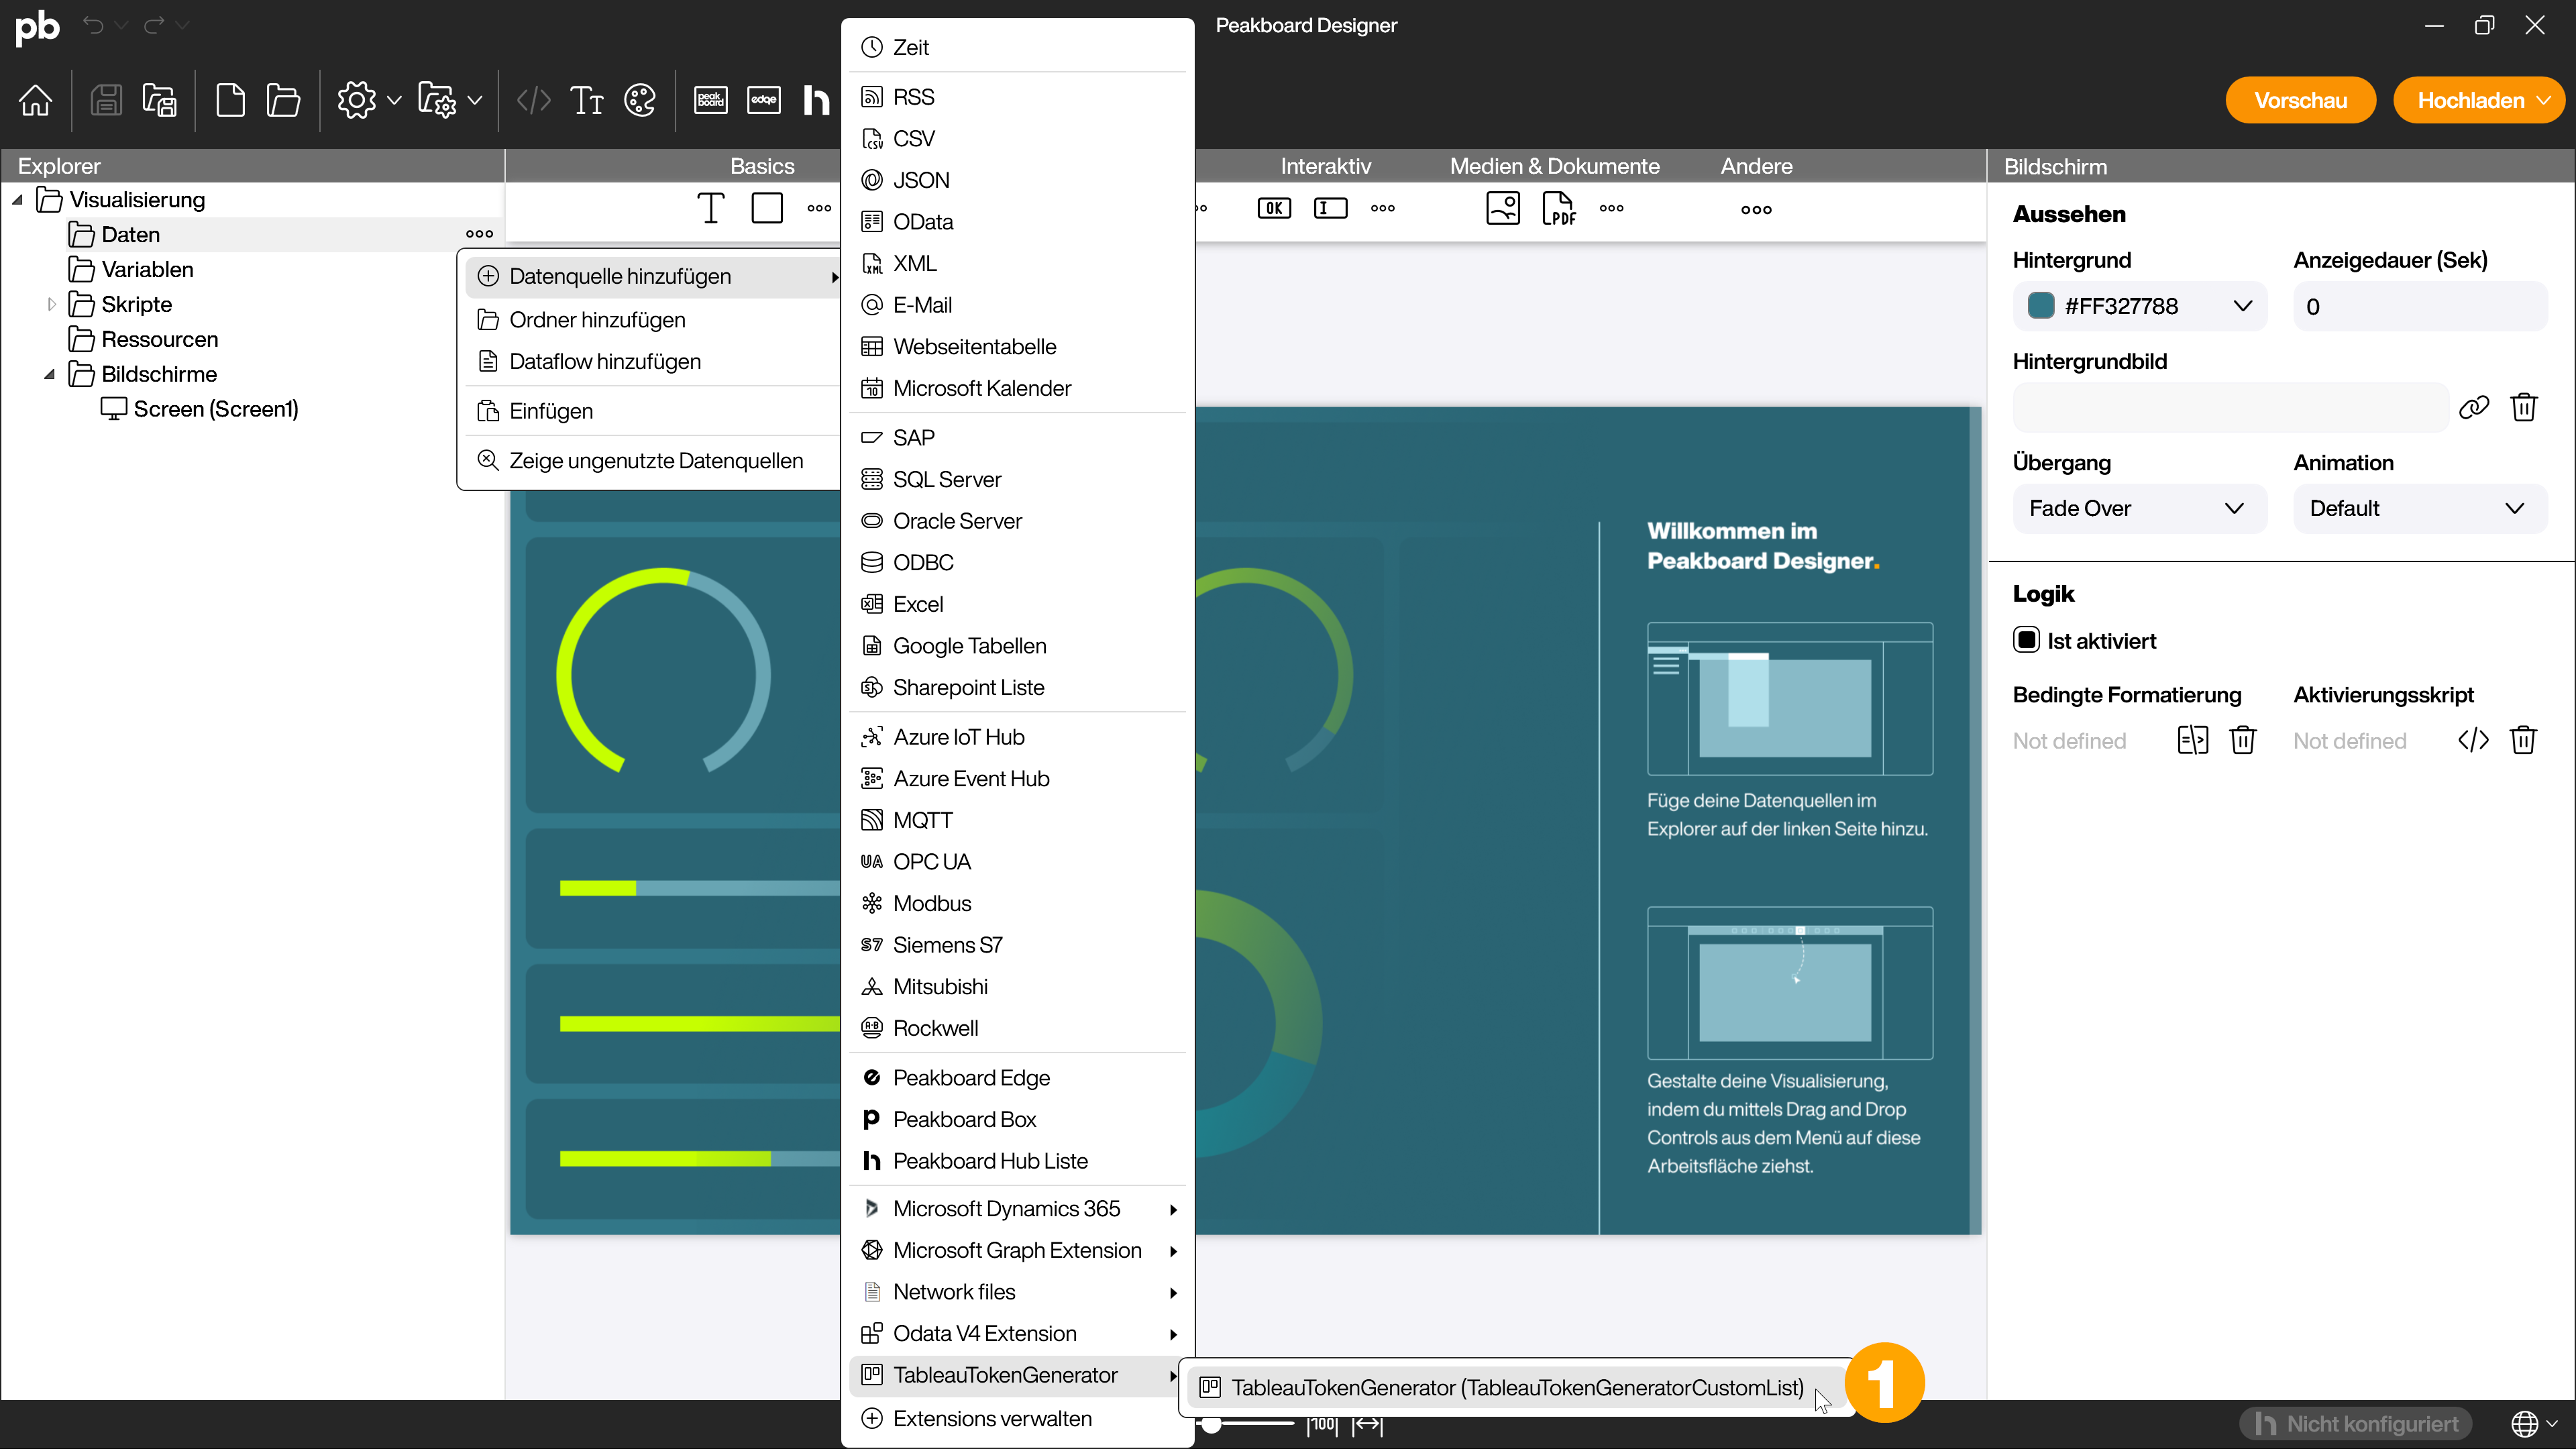 pb
Peakboard Designer
peak board
edge
h
Vorschau
Hochladen
Explorer
Basics
Interaktiv
Medien & Dokumente
Andere
Bildschirm
Visualisierung
Daten
Variablen
Skripte
Ressourcen
Bildschirme
Screen (Screen1)
OK
PDF
Datenquelle hinzufügen
Ordner hinzufügen
Dataflow hinzufügen
Einfügen
Zeige ungenutzte Datenquellen
Zeit
RSS
CSV
JSON
OData
XML
E-Mail
Webseitentabelle
Microsoft Kalender
SAP
SQL Server
Oracle Server
ODBC
Excel
Google Tabellen
Sharepoint Liste
Azure IoT Hub
Azure Event Hub
MQTT
UA OPC UA
Modbus
S7 Siemens S7
Mitsubishi
Rockwell
Peakboard Edge
Peakboard Box
Peakboard Hub Liste
Microsoft Dynamics 365
Microsoft Graph Extension
Network files
Odata V4 Extension
TableauTokenGenerator
TableauTokenGenerator (TableauTokenGeneratorCustomList)
1
Extensions verwalten
Willkommen im
Peakboard Designer.
Füge deine Datenquellen im
Explorer auf der linken Seite hinzu.
Gestalte deine Visualisierung,
indem du mittels Drag and Drop
Controls aus dem Menü auf diese
Arbeitsfläche ziehst.
Aussehen
Hintergrund
Anzeigedauer (Sek)
#FF327788
0
Hintergrundbild
Übergang
Animation
Fade Over
Default
Logik
Ist aktiviert
Bedingte Formatierung
Aktivierungsskript
Not defined
Not defined
100
h Nicht konfiguriert